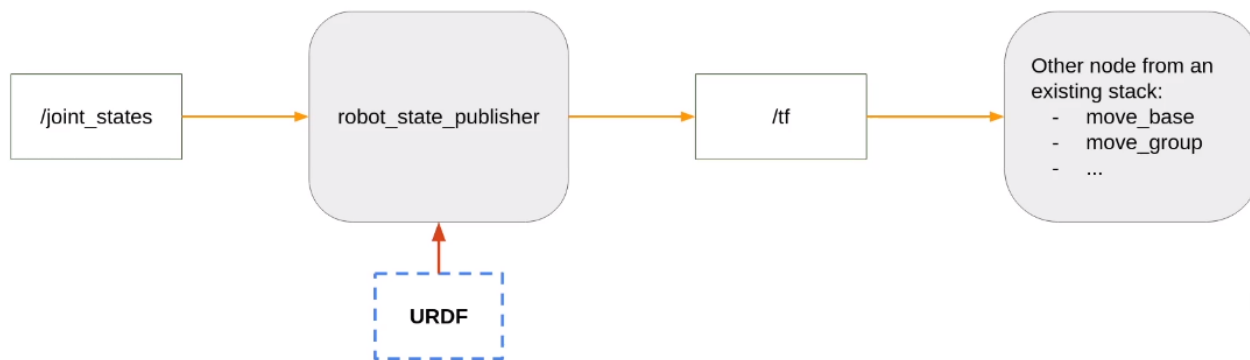 /joint_states
robot_state_publisher
/tf
Other node from an
existing stack:
- move_base
- move_group
- ...
URDF